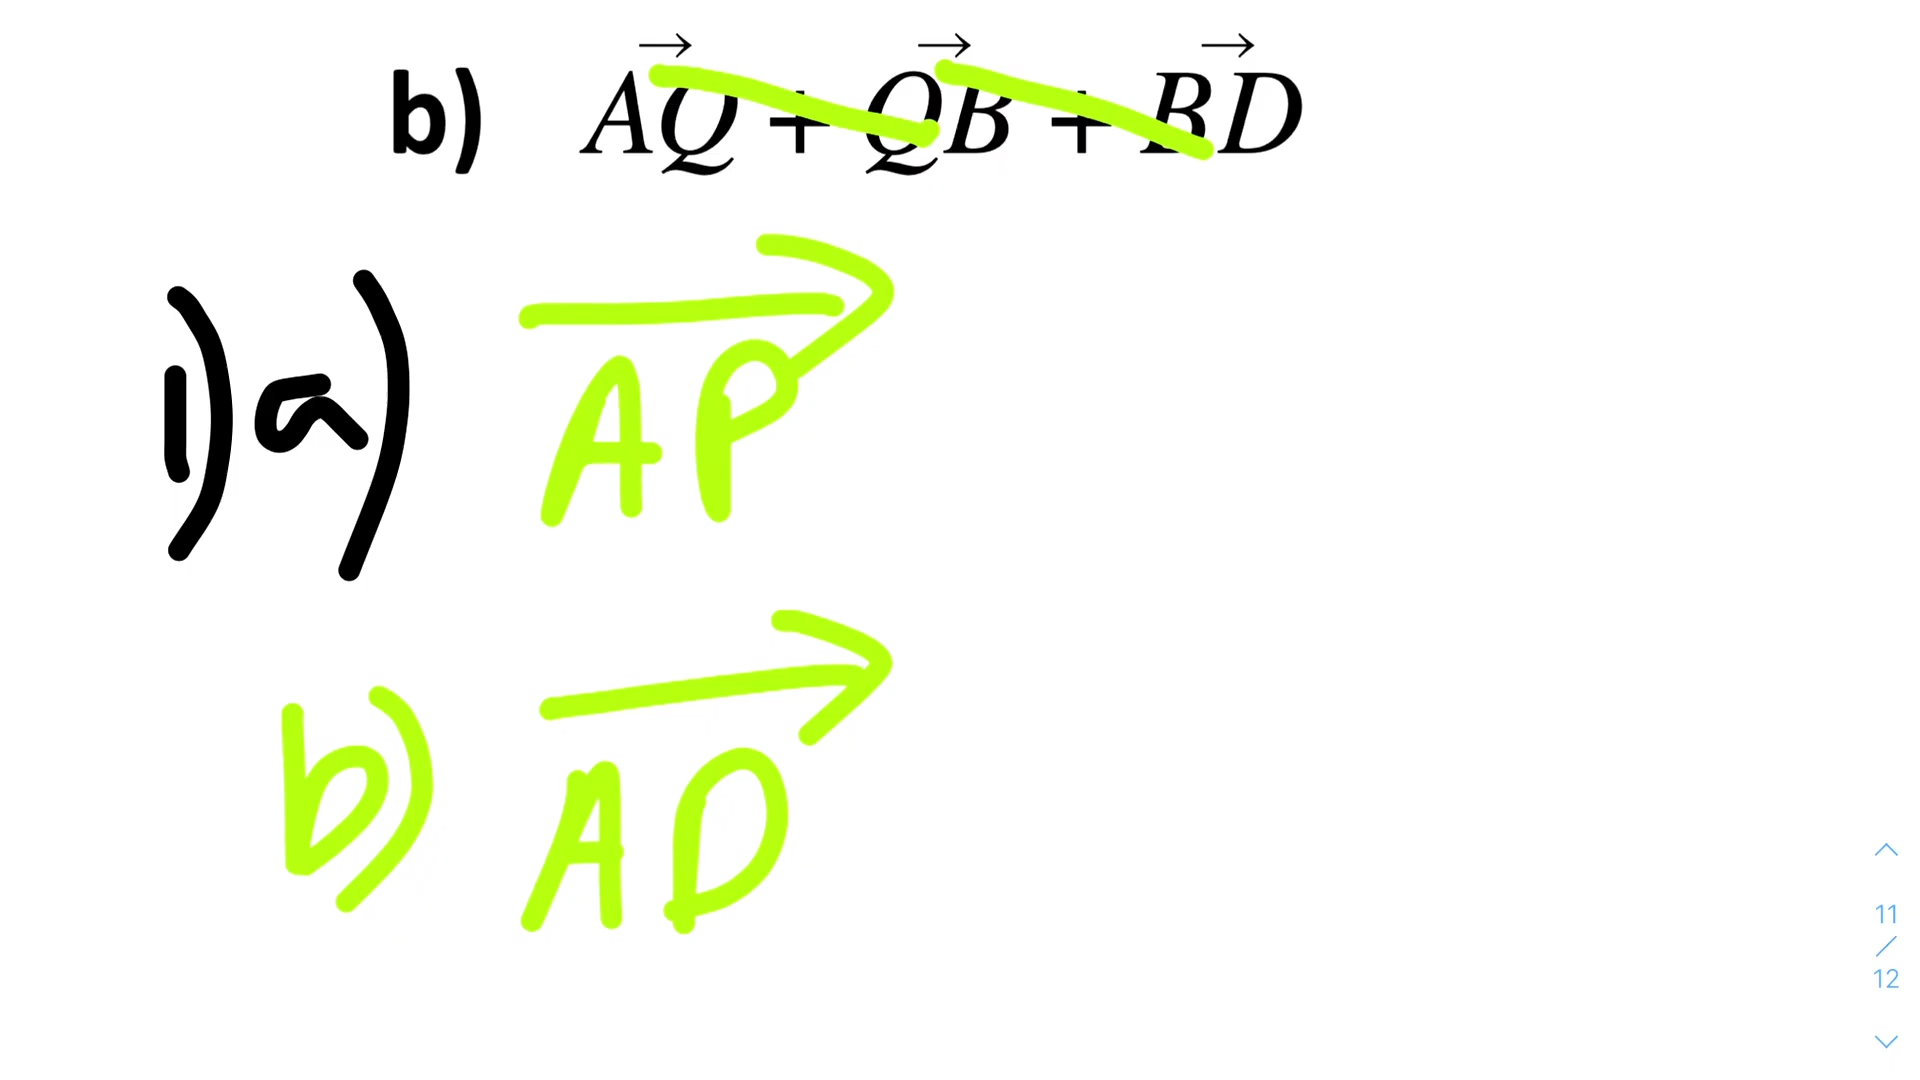 b) AQ⃗ + QB⃗ + BD⃗
1) a) AP⃗
b) AD⃗
11
/
12